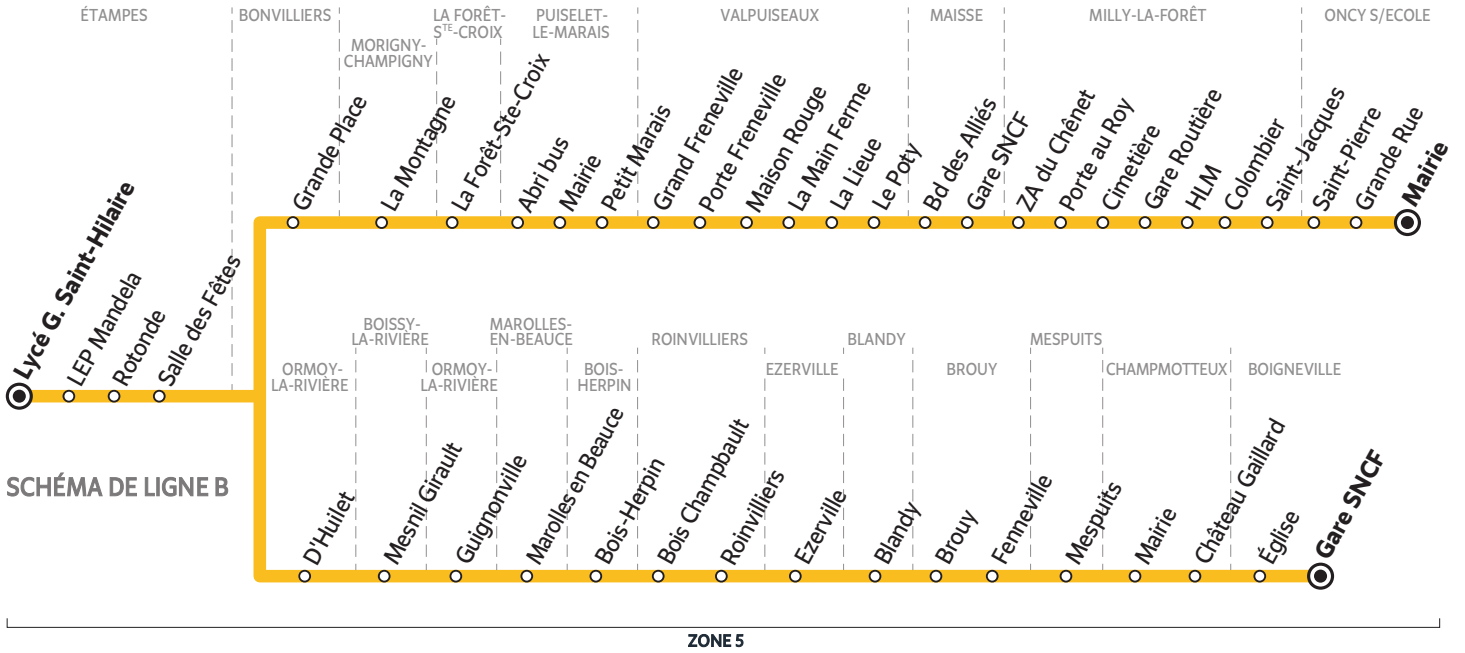 ÉTAMPES
BONVILLIERS
MORIGNY-
CHAMPIGNY
LA FORÊT-
STE-CROIX
PUISELET-
LE-MARAIS
VALPUISEAUX
MAISSE
MILLY-LA-FORÊT
ONCY S/ECOLE
Lycé G. Saint-Hilaire
LEP Mandela
Rotonde
Salle des Fêtes
Grande Place
La Montagne
La Forêt-Ste-Croix
Abri bus
Mairie
Petit Marais
Grand Freneville
Porte Freneville
Maison Rouge
La Main Ferme
La Lieue
Le Poty
Bd des Alliés
Gare SNCF
ZA du Chênet
Porte au Roy
Cimetière
Gare Routière
HLM
Colombier
Saint-Jacques
Saint-Pierre
Grande Rue
Mairie
ORMOY-
LA-RIVIÈRE
BOISSY-
LA-RIVIÈRE
ORMOY-
LA-RIVIÈRE
MAROLLES-
EN-BEAUCE
BOIS-
HERPIN
ROINVILLIERS
EZERVILLE
BLANDY
BROUY
MESPUITS
CHAMPMOTTEUX
BOIGNEVILLE
D'Huilet
Mesnil Girault
Guignonville
Marolles en Beauce
Bois-Herpin
Bois Champbault
Roinvilliers
Ezerville
Blandy
Brouy
Fenneville
Mespuits
Mairie
Château Gaillard
Église
Gare SNCF
SCHÉMA DE LIGNE B
ZONE 5